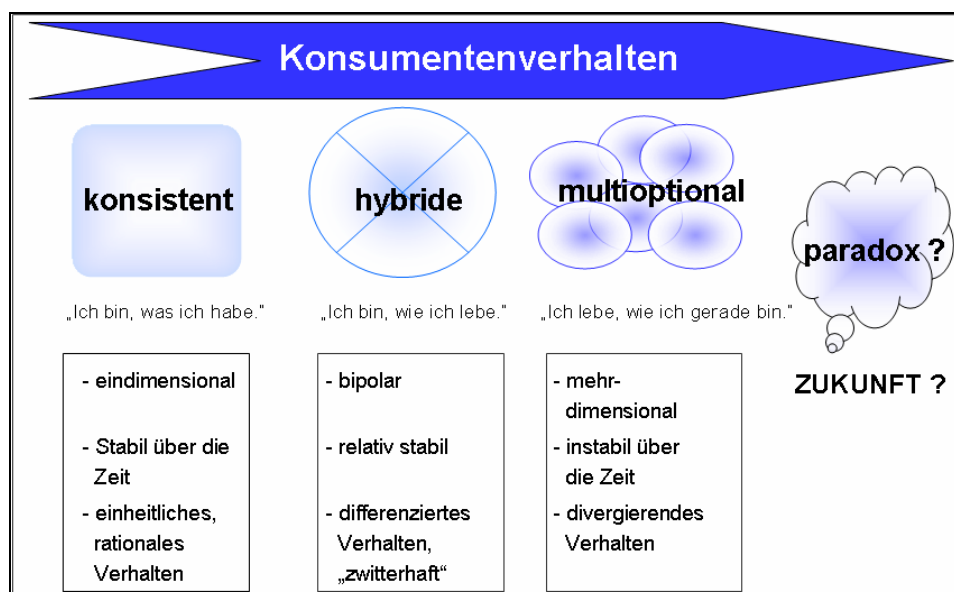 Konsumentenverhalten
konsistent
hybride
multioptional
paradox ?
„Ich bin, was ich habe.“
„Ich bin, wie ich lebe.“
„Ich lebe, wie ich gerade bin.“
ZUKUNFT ?
- eindimensional
- Stabil über die
Zeit
- einheitliches,
rationales
Verhalten
- bipolar
- relativ stabil
- differenziertes
Verhalten,
„zwitterhaft“
- mehr-
dimensional
- instabil über
die Zeit
- divergierendes
Verhalten